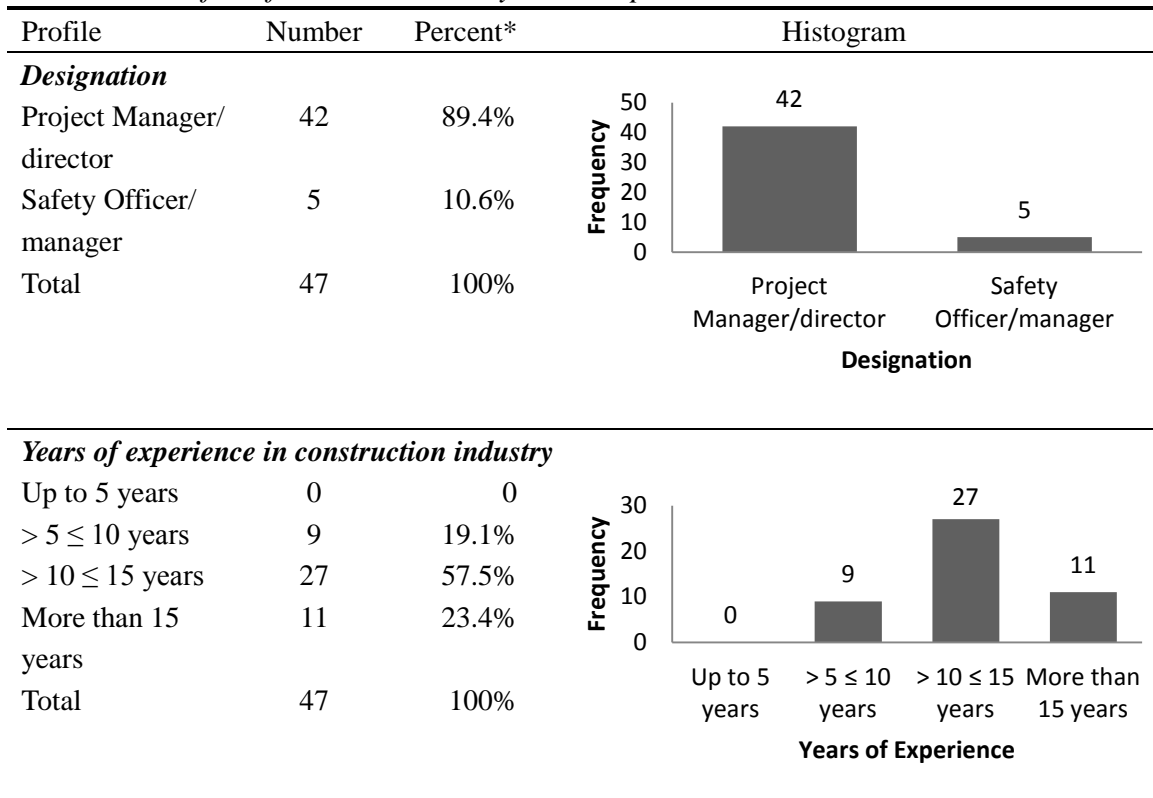 Profile Number Percent* Histogram
Designation
Project Manager/ 42 89.4%
director
Safety Officer/ 5 10.6%
manager
Total 47 100%
50
40
30
20
10
0
Frequency
42
5
Project
Manager/director
Safety
Officer/manager
Designation
Years of experience in construction industry
Up to 5 years 0 0
> 5 ≤ 10 years 9 19.1%
> 10 ≤ 15 years 27 57.5%
More than 15 11 23.4%
years
Total 47 100%
30
20
10
0
Frequency
0
9
27
11
Up to 5
years
> 5 ≤ 10
years
> 10 ≤ 15
years
More than
15 years
Years of Experience